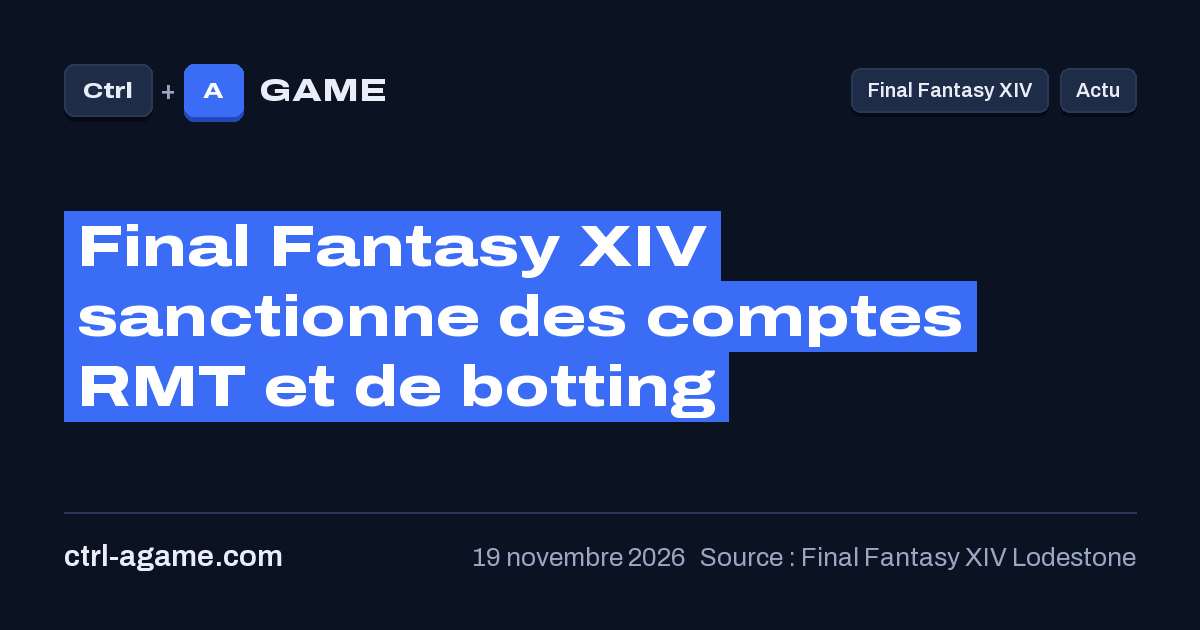 Ctrl + A GAME
Final Fantasy XIV Actu
Final Fantasy XIV
sanctionne des comptes
RMT et de botting
ctrl-agame.com
19 novembre 2026 Source : Final Fantasy XIV Lodestone